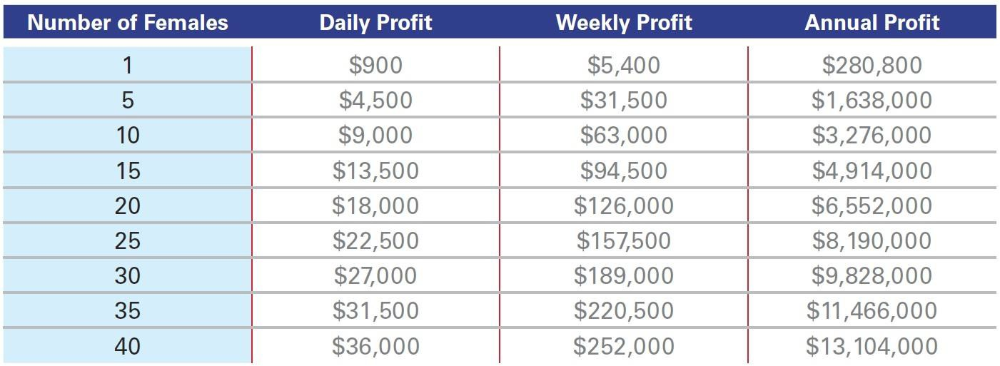 Number of Females Daily Profit Weekly Profit Annual Profit
1 $900 $5,400 $280,800
5 $4,500 $31,500 $1,638,000
10 $9,000 $63,000 $3,276,000
15 $13,500 $94,500 $4,914,000
20 $18,000 $126,000 $6,552,000
25 $22,500 $157,500 $8,190,000
30 $27,000 $189,000 $9,828,000
35 $31,500 $220,500 $11,466,000
40 $36,000 $252,000 $13,104,000